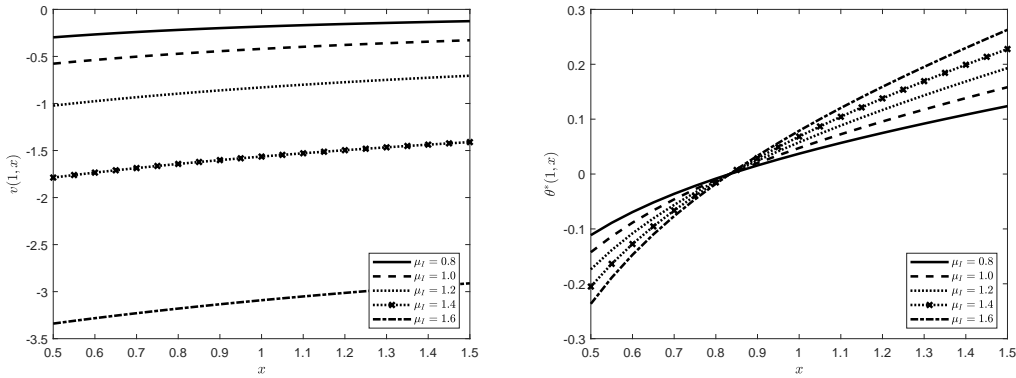 0
-0.5
-1
-1.5
-2
-2.5
-3
-3.5
v(1, x)
0.5 0.6 0.7 0.8 0.9 1 1.1 1.2 1.3 1.4 1.5
x
μ_I = 0.8
μ_I = 1.0
μ_I = 1.2
μ_I = 1.4
μ_I = 1.6
0.3
0.2
0.1
0
-0.1
-0.2
-0.3
θ*(1, x)
0.5 0.6 0.7 0.8 0.9 1 1.1 1.2 1.3 1.4 1.5
x
μ_I = 0.8
μ_I = 1.0
μ_I = 1.2
μ_I = 1.4
μ_I = 1.6